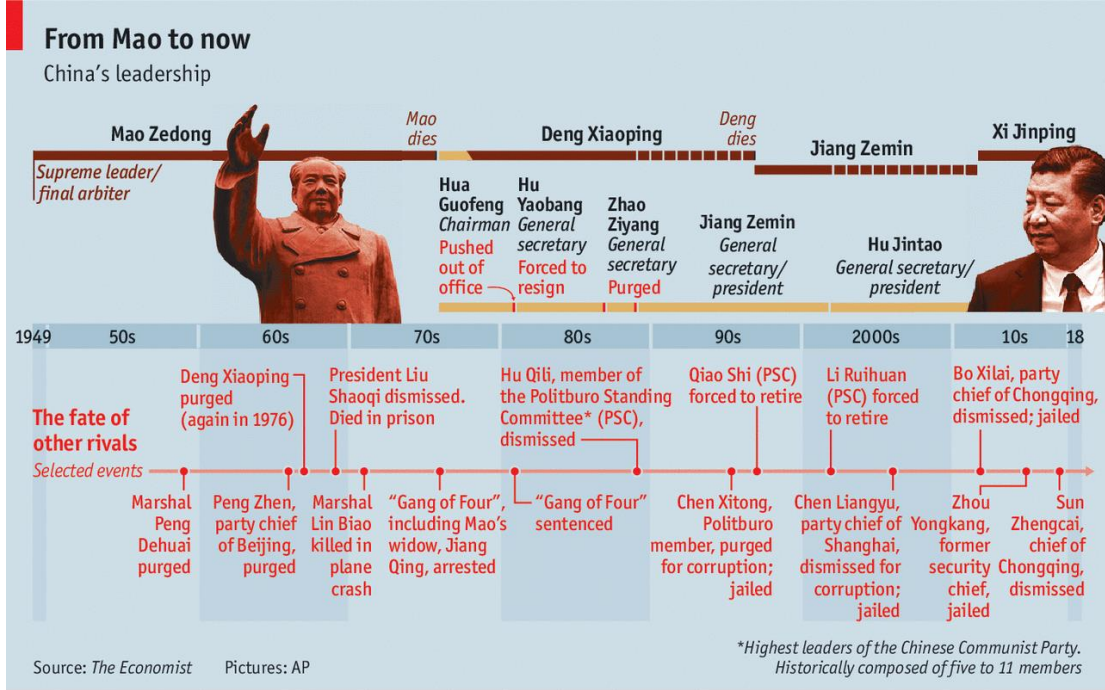 From Mao to now
China's leadership
Mao Zedong
Mao
dies
Deng Xiaoping
Deng
dies
Jiang Zemin
Xi Jinping
Supreme leader/
final arbiter
Hua
Guofeng
Chairman
Pushed
out of
office
Hu
Yaobang
General
secretary
Forced to
resign
Zhao
Ziyang
General
secretary
Purged
Jiang Zemin
General
secretary/
president
Hu Jintao
General secretary/
president
1949 50s 60s 70s 80s 90s 2000s 10s 18
The fate of
other rivals
Selected events
Deng Xiaoping
purged
(again in 1976)
President Liu
Shaoqi dismissed.
Died in prison
Hu Qili, member of
the Politburo Standing
Committee* (PSC),
dismissed
Qiao Shi (PSC)
forced to retire
Li Ruihuan
(PSC) forced
to retire
Bo Xilai, party
chief of Chongqing,
dismissed; jailed
Marshal
Peng
Dehuai
purged
Peng Zhen,
party chief
of Beijing,
purged
Marshal
Lin Biao
killed in
plane
crash
“Gang of Four”,
including Mao's
widow, Jiang
Qing, arrested
“Gang of Four”
sentenced
Chen Xitong,
Politburo
member, purged
for corruption;
jailed
Chen Liangyu,
party chief of
Shanghai,
dismissed for
corruption;
jailed
Zhou
Yongkang,
former
security
chief,
jailed
Sun
Zhengcai,
chief of
Chongqing,
dismissed
Source: The Economist Pictures: AP
*Highest leaders of the Chinese Communist Party.
Historically composed of five to 11 members